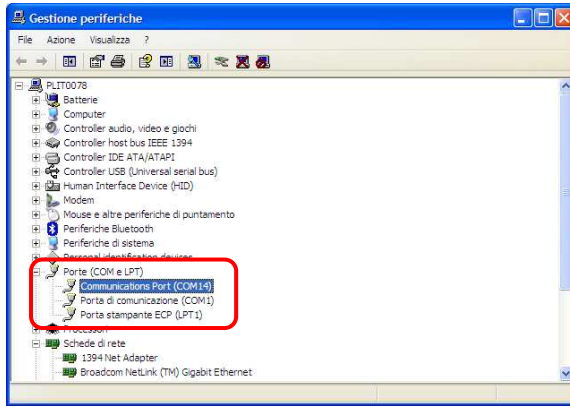 Gestione periferiche
File Azione Visualizza ?
PLIT0078
Batterie
Computer
Controller audio, video e giochi
Controller host bus IEEE 1394
Controller IDE ATA/ATAPI
Controller USB (Universal serial bus)
Human Interface Device (HID)
Modem
Mouse e altre periferiche di puntamento
Periferiche Bluetooth
Periferiche di sistema
Personal identification devices
Porte (COM e LPT)
Communications Port (COM14)
Porta di comunicazione (COM1)
Porta stampante ECP (LPT1)
Processori
Schede di rete
1394 Net Adapter
Broadcom NetLink (TM) Gigabit Ethernet